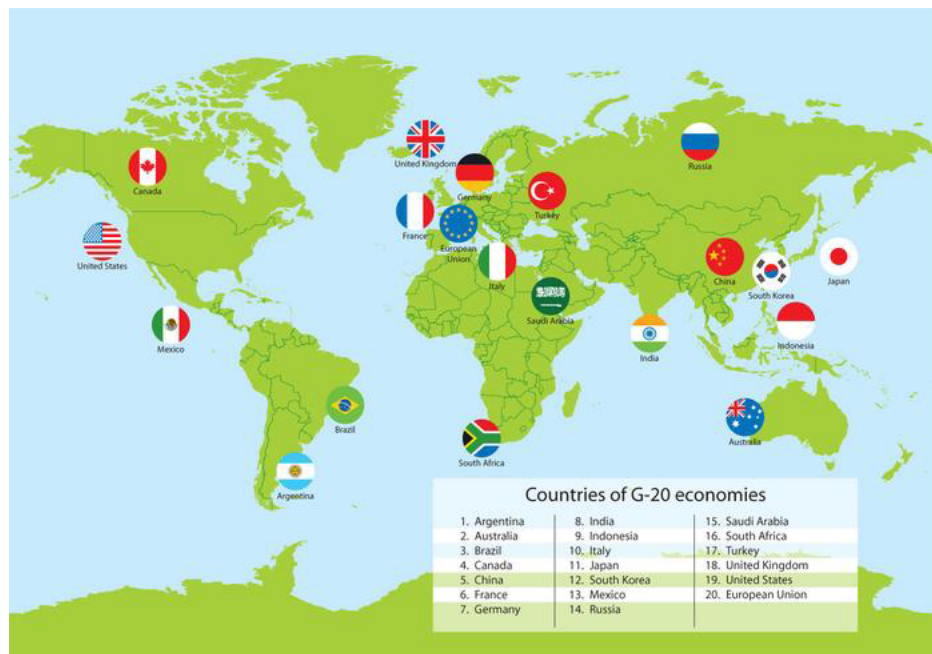 United Kingdom
Canada
Germany
Russia
Turkey
France
European
Union
United States
Italy
China
South Korea
Japan
Saudi Arabia
Mexico
India
Indonesia
Brazil
Australia
South Africa
Argentina
Countries of G-20 economies
1. Argentina
2. Australia
3. Brazil
4. Canada
5. China
6. France
7. Germany
8. India
9. Indonesia
10. Italy
11. Japan
12. South Korea
13. Mexico
14. Russia
15. Saudi Arabia
16. South Africa
17. Turkey
18. United Kingdom
19. United States
20. European Union